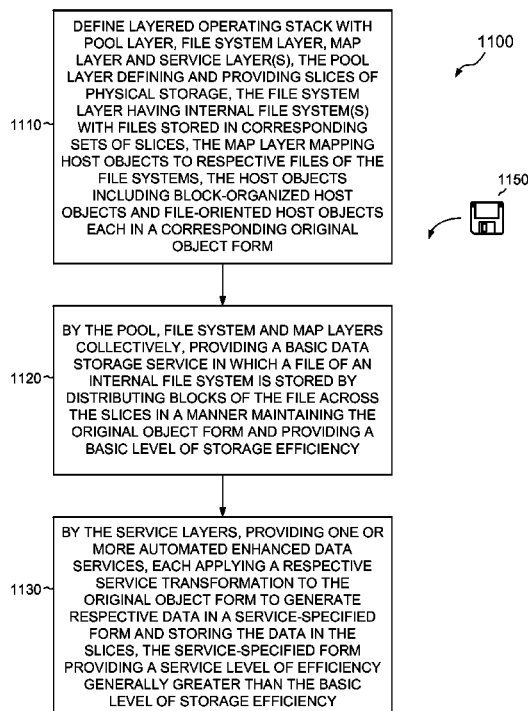 DEFINE LAYERED OPERATING STACK WITH
POOL LAYER, FILE SYSTEM LAYER, MAP
LAYER AND SERVICE LAYER(S), THE POOL
LAYER DEFINING AND PROVIDING SLICES OF
PHYSICAL STORAGE, THE FILE SYSTEM
LAYER HAVING INTERNAL FILE SYSTEM(S)
WITH FILES STORED IN CORRESPONDING
SETS OF SLICES, THE MAP LAYER MAPPING
HOST OBJECTS TO RESPECTIVE FILES OF
THE FILE SYSTEMS, THE HOST OBJECTS
INCLUDING BLOCK-ORGANIZED HOST
OBJECTS AND FILE-ORIENTED HOST OBJECTS
EACH IN A CORRESPONDING ORIGINAL
OBJECT FORM
1110
1100
1150
BY THE POOL, FILE SYSTEM AND MAP LAYERS
COLLECTIVELY, PROVIDING A BASIC DATA
STORAGE SERVICE IN WHICH A FILE OF AN
INTERNAL FILE SYSTEM IS STORED BY
DISTRIBUTING BLOCKS OF THE FILE ACROSS
THE SLICES IN A MANNER MAINTAINING THE
ORIGINAL OBJECT FORM AND PROVIDING A
BASIC LEVEL OF STORAGE EFFICIENCY
1120
BY THE SERVICE LAYERS, PROVIDING ONE OR
MORE AUTOMATED ENHANCED DATA
SERVICES, EACH APPLYING A RESPECTIVE
SERVICE TRANSFORMATION TO THE
ORIGINAL OBJECT FORM TO GENERATE
RESPECTIVE DATA IN A SERVICE-SPECIFIED
FORM AND STORING THE DATA IN THE
SLICES, THE SERVICE-SPECIFIED FORM
PROVIDING A SERVICE LEVEL OF EFFICIENCY
GENERALLY GREATER THAN THE BASIC
LEVEL OF STORAGE EFFICIENCY
1130